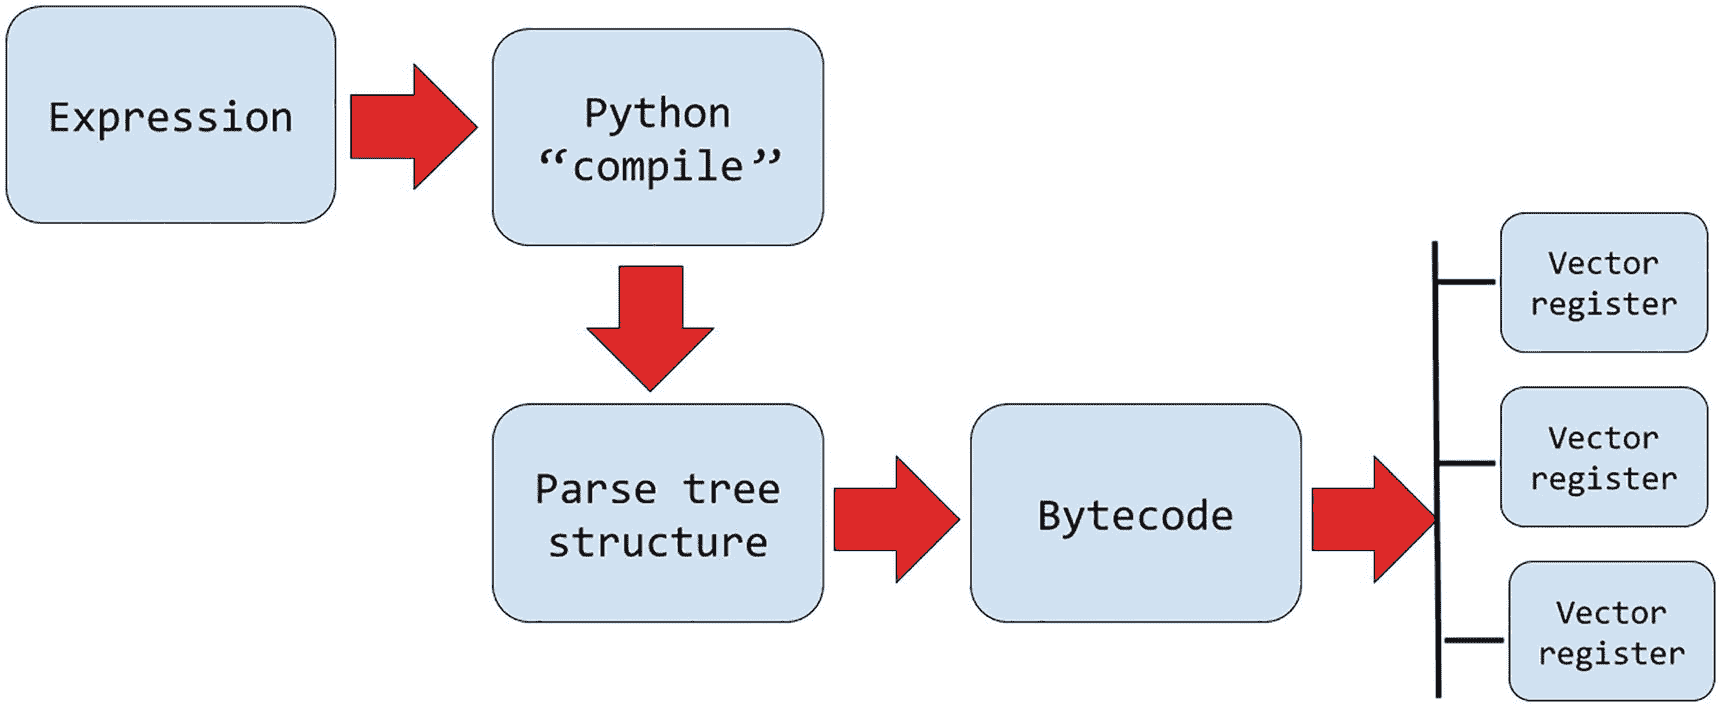 Expression
Python
“compile”
Parse tree
structure
Bytecode
Vector
register
Vector
register
Vector
register